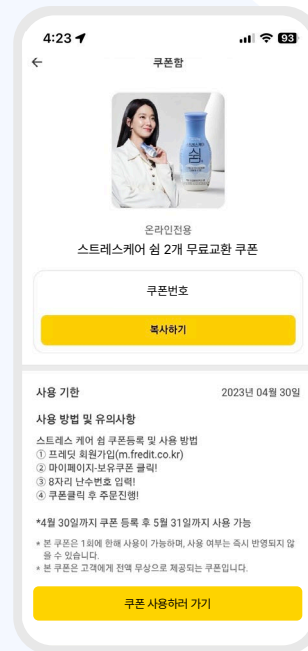 4:23
93
쿠폰함
쉼
온라인전용
스트레스케어 쉼 2개 무료교환 쿠폰
쿠폰번호
복사하기
사용 기한 2023년 04월 30일
사용 방법 및 유의사항
스트레스 케어 쉼 쿠폰등록 및 사용 방법
① 프레딧 회원가입(m.fredit.co.kr)
② 마이페이지-보유쿠폰 클릭!
③ 8자리 난수번호 입력!
④ 쿠폰클릭 후 주문진행!
*4월 30일까지 쿠폰 등록 후 5월 31일까지 사용 가능
* 본 쿠폰은 1회에 한해 사용이 가능하며, 사용 여부는 즉시 반영되지 않
을 수 있습니다.
* 본 쿠폰은 고객에게 전액 무상으로 제공되는 쿠폰입니다.
쿠폰 사용하러 가기